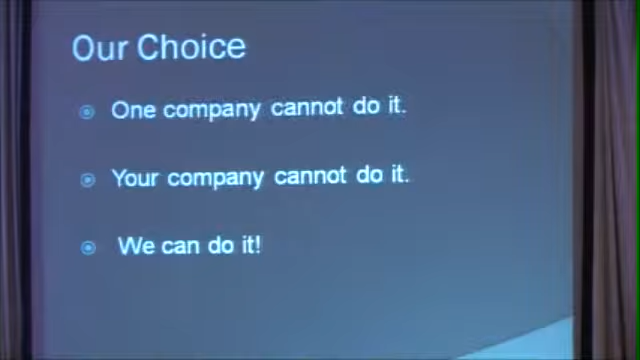 Our Choice
One company cannot do it.
Your company cannot do it.
We can do it!